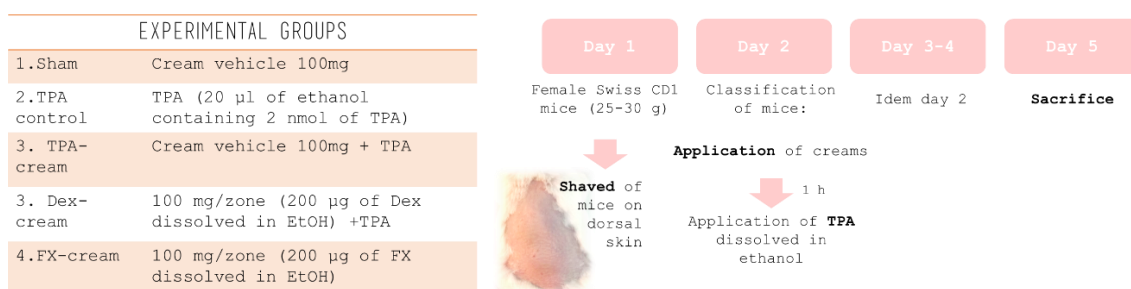 EXPERIMENTAL GROUPS
1.Sham Cream vehicle 100mg
2.TPA control TPA (20 µl of ethanol
containing 2 nmol of TPA)
3. TPA-
cream Cream vehicle 100mg + TPA
3. Dex-
cream 100 mg/zone (200 µg of Dex
dissolved in EtOH) +TPA
4.FX-cream 100 mg/zone (200 µg of FX
dissolved in EtOH)
Day 1
Day 2
Day 3-4
Day 5
Female Swiss CD1
mice (25-30 g)
Classification
of mice:
Idem day 2
Sacrifice
Application of creams
Shaved of
mice on
dorsal
skin
1 h
Application of TPA
dissolved in
ethanol